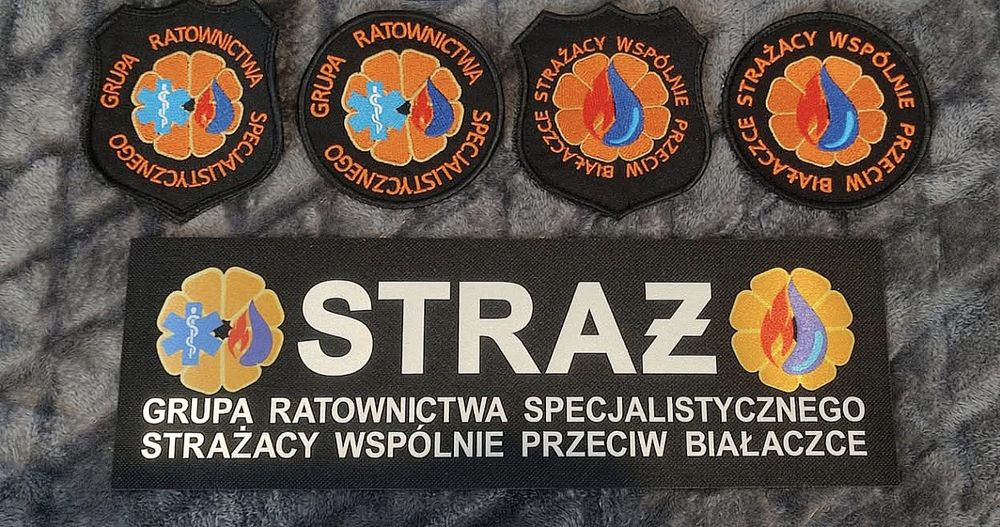 GRUPA RATOWNICTWA SPECJALISTYCZNEGO
GRUPA RATOWNICTWA SPECJALISTYCZNEGO
STRAŻACY WSPÓLNIE PRZECIW BIAŁACZCE
STRAŻACY WSPÓLNIE PRZECIW BIAŁACZCE
STRAƵ
GRUPA RATOWNICTWA SPECJALISTYCZNEGO
STRAŻACY WSPÓLNIE PRZECIW BIAŁACZCE